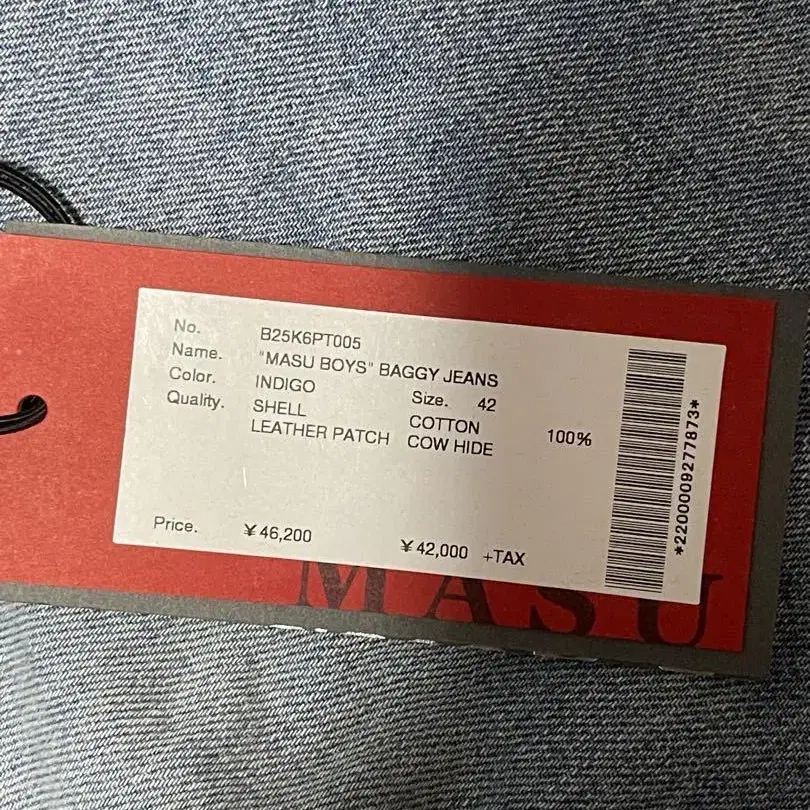 No. B25K6PT005
Name. "MASU BOYS" BAGGY JEANS
Color. INDIGO Size. 42
Quality. SHELL COTTON 100%
LEATHER PATCH COW HIDE
Price. ¥46,200 ¥42,000 +TAX
*2200009277873*
MASU